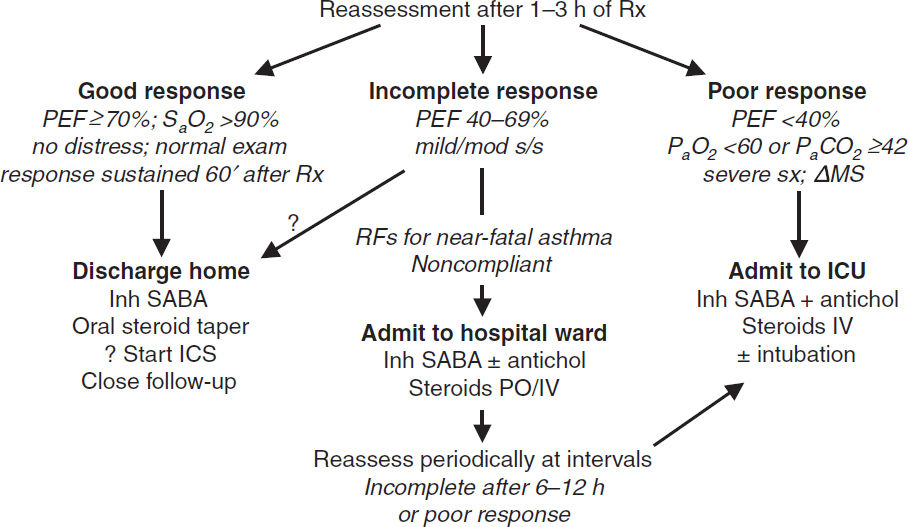 Reassessment after 1–3 h of Rx
Good response
PEF ≥70%; SaO2 >90%
no distress; normal exam
response sustained 60′ after Rx
Incomplete response
PEF 40–69%
mild/mod s/s
Poor response
PEF <40%
PaO2 <60 or PaCO2 ≥42
severe sx; ΔMS
?
RFs for near-fatal asthma
Noncompliant
Discharge home
Inh SABA
Oral steroid taper
? Start ICS
Close follow-up
Admit to hospital ward
Inh SABA ± antichol
Steroids PO/IV
Admit to ICU
Inh SABA + antichol
Steroids IV
± intubation
Reassess periodically at intervals
Incomplete after 6–12 h
or poor response